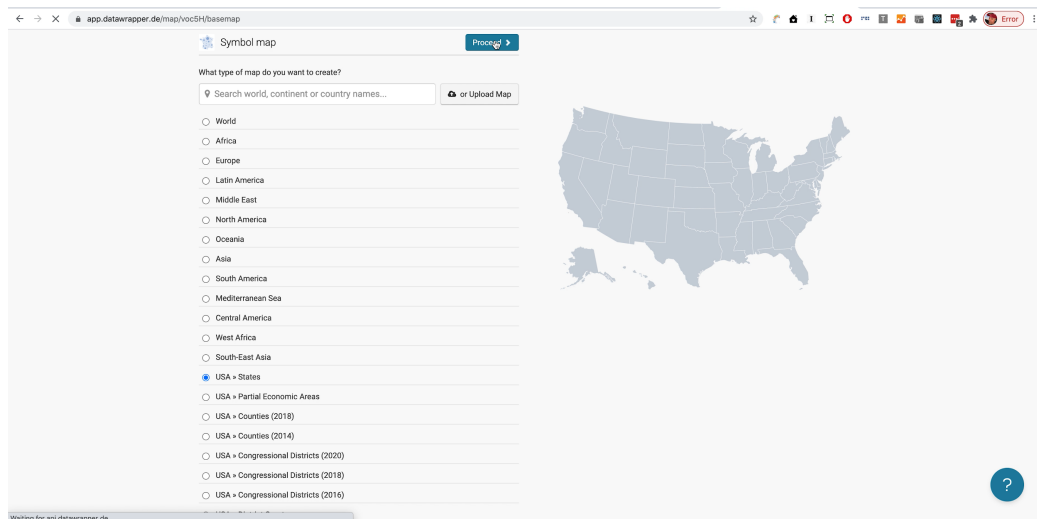 app.datawrapper.de/map/voc5H/basemap
Error
Symbol map
Proceed
What type of map do you want to create?
Search world, continent or country names...
or Upload Map
World
Africa
Europe
Latin America
Middle East
North America
Oceania
Asia
South America
Mediterranean Sea
Central America
West Africa
South-East Asia
USA » States
USA » Partial Economic Areas
USA » Counties (2018)
USA » Counties (2014)
USA » Congressional Districts (2020)
USA » Congressional Districts (2018)
USA » Congressional Districts (2016)
?
Waiting for api.datawrapper.de